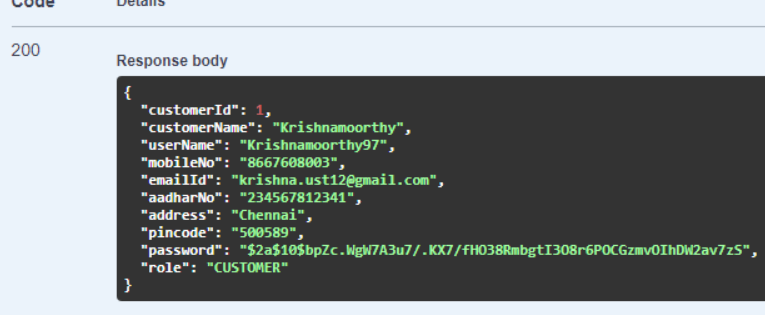 Code Details
200
Response body
{
"customerId": 1,
"customerName": "Krishnamoorthy",
"userName": "Krishnamoorthy97",
"mobileNo": "8667608003",
"emailId": "krishna.ust12@gmail.com",
"aadharNo": "234567812341",
"address": "Chennai",
"pincode": "500589",
"password": "$2a$10$bpZc.WgW7A3u7/.KX7/fHO38RmbgtI3O8r6POCGzmvOIhDW2av7zS",
"role": "CUSTOMER"
}